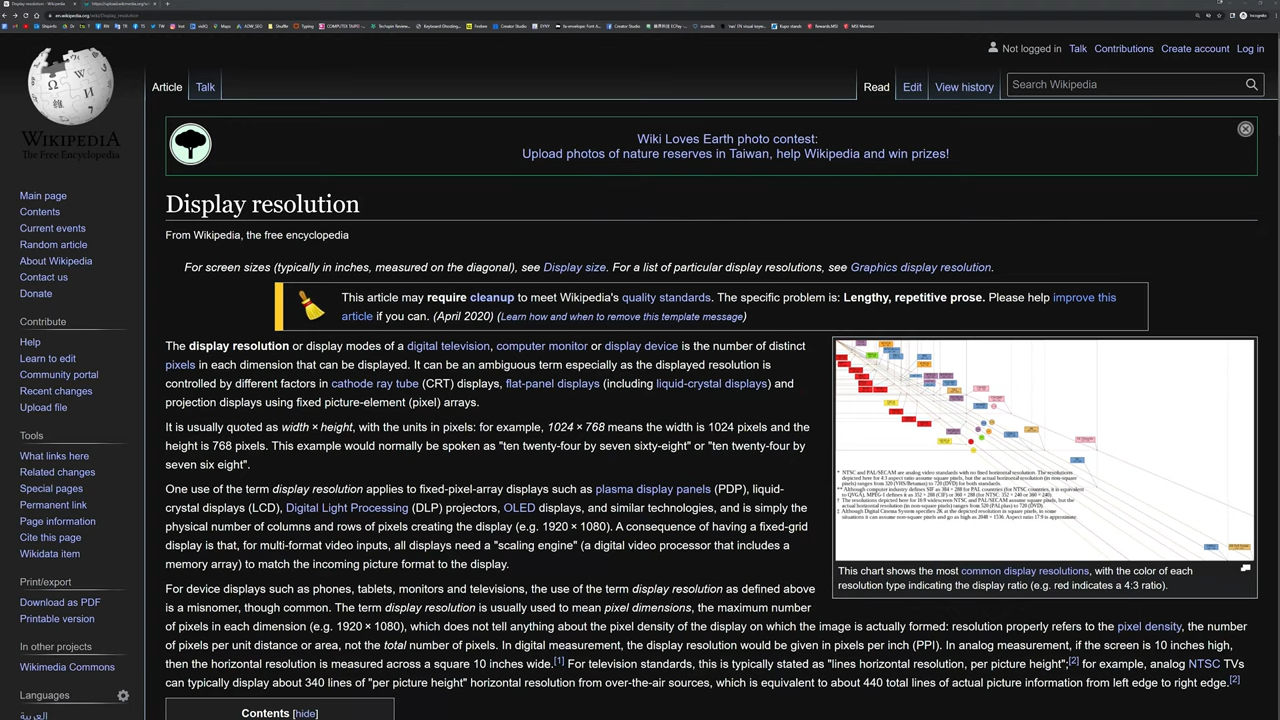 Display resolution - Wikipedia
en.wikipedia.org/wiki/Display_resolution
Not logged in Talk Contributions Create account Log in
Article Talk Read Edit View history Search Wikipedia
WIKIPEDIA
The Free Encyclopedia
Wiki Loves Earth photo contest:
Upload photos of nature reserves in Taiwan, help Wikipedia and win prizes!
Main page
Contents
Current events
Random article
About Wikipedia
Contact us
Donate
Contribute
Help
Learn to edit
Community portal
Recent changes
Upload file
Tools
What links here
Related changes
Special pages
Permanent link
Page information
Cite this page
Wikidata item
Print/export
Download as PDF
Printable version
In other projects
Wikimedia Commons
Languages
العربية
Display resolution
From Wikipedia, the free encyclopedia
For screen sizes (typically in inches, measured on the diagonal), see Display size. For a list of particular display resolutions, see Graphics display resolution.
This article may require cleanup to meet Wikipedia's quality standards. The specific problem is: Lengthy, repetitive prose. Please help improve this
article if you can. (April 2020) (Learn how and when to remove this template message)
The display resolution or display modes of a digital television, computer monitor or display device is the number of distinct
pixels in each dimension that can be displayed. It can be an ambiguous term especially as the displayed resolution is
controlled by different factors in cathode ray tube (CRT) displays, flat-panel displays (including liquid-crystal displays) and
projection displays using fixed picture-element (pixel) arrays.
It is usually quoted as width × height, with the units in pixels: for example, 1024 × 768 means the width is 1024 pixels and the
height is 768 pixels. This example would normally be spoken as "ten twenty-four by seven sixty-eight" or "ten twenty-four by
seven six eight".
applies to fixed-pixel-array displays such as plasma display panels (PDP), liquid-
(DLP) projectors, OLED
physical number of columns and rows of pixels creating the display (e.g. 1920 × 1080). A consequence of having a fixed-grid
display is that, for multi-format video inputs, all displays need a "scaling engine" (a digital video processor that includes a
memory array) to match the incoming picture format to the display.
For device displays such as phones, tablets, monitors and televisions, the use of the term display resolution as defined above
is a misnomer, though common. The term display resolution is usually used to mean pixel dimensions, the maximum number
of pixels in each dimension (e.g. 1920 × 1080), which does not tell anything about the pixel density of the display on which the image is actually formed: resolution properly refers to the pixel density, the number
of pixels per unit distance or area, not the total number of pixels. In digital measurement, the display resolution would be given in pixels per inch (PPI). In analog measurement, if the screen is 10 inches high,
then the horizontal resolution is measured across a square 10 inches wide.[1] For television standards, this is typically stated as "lines horizontal resolution, per picture height";[2] for example, analog NTSC TVs
can typically display about 340 lines of "per picture height" horizontal resolution from over-the-air sources, which is equivalent to about 440 total lines of actual picture information from left edge to right edge.[2]
This chart shows the most common display resolutions, with the color of each
resolution type indicating the display ratio (e.g. red indicates a 4:3 ratio).
Contents [hide]